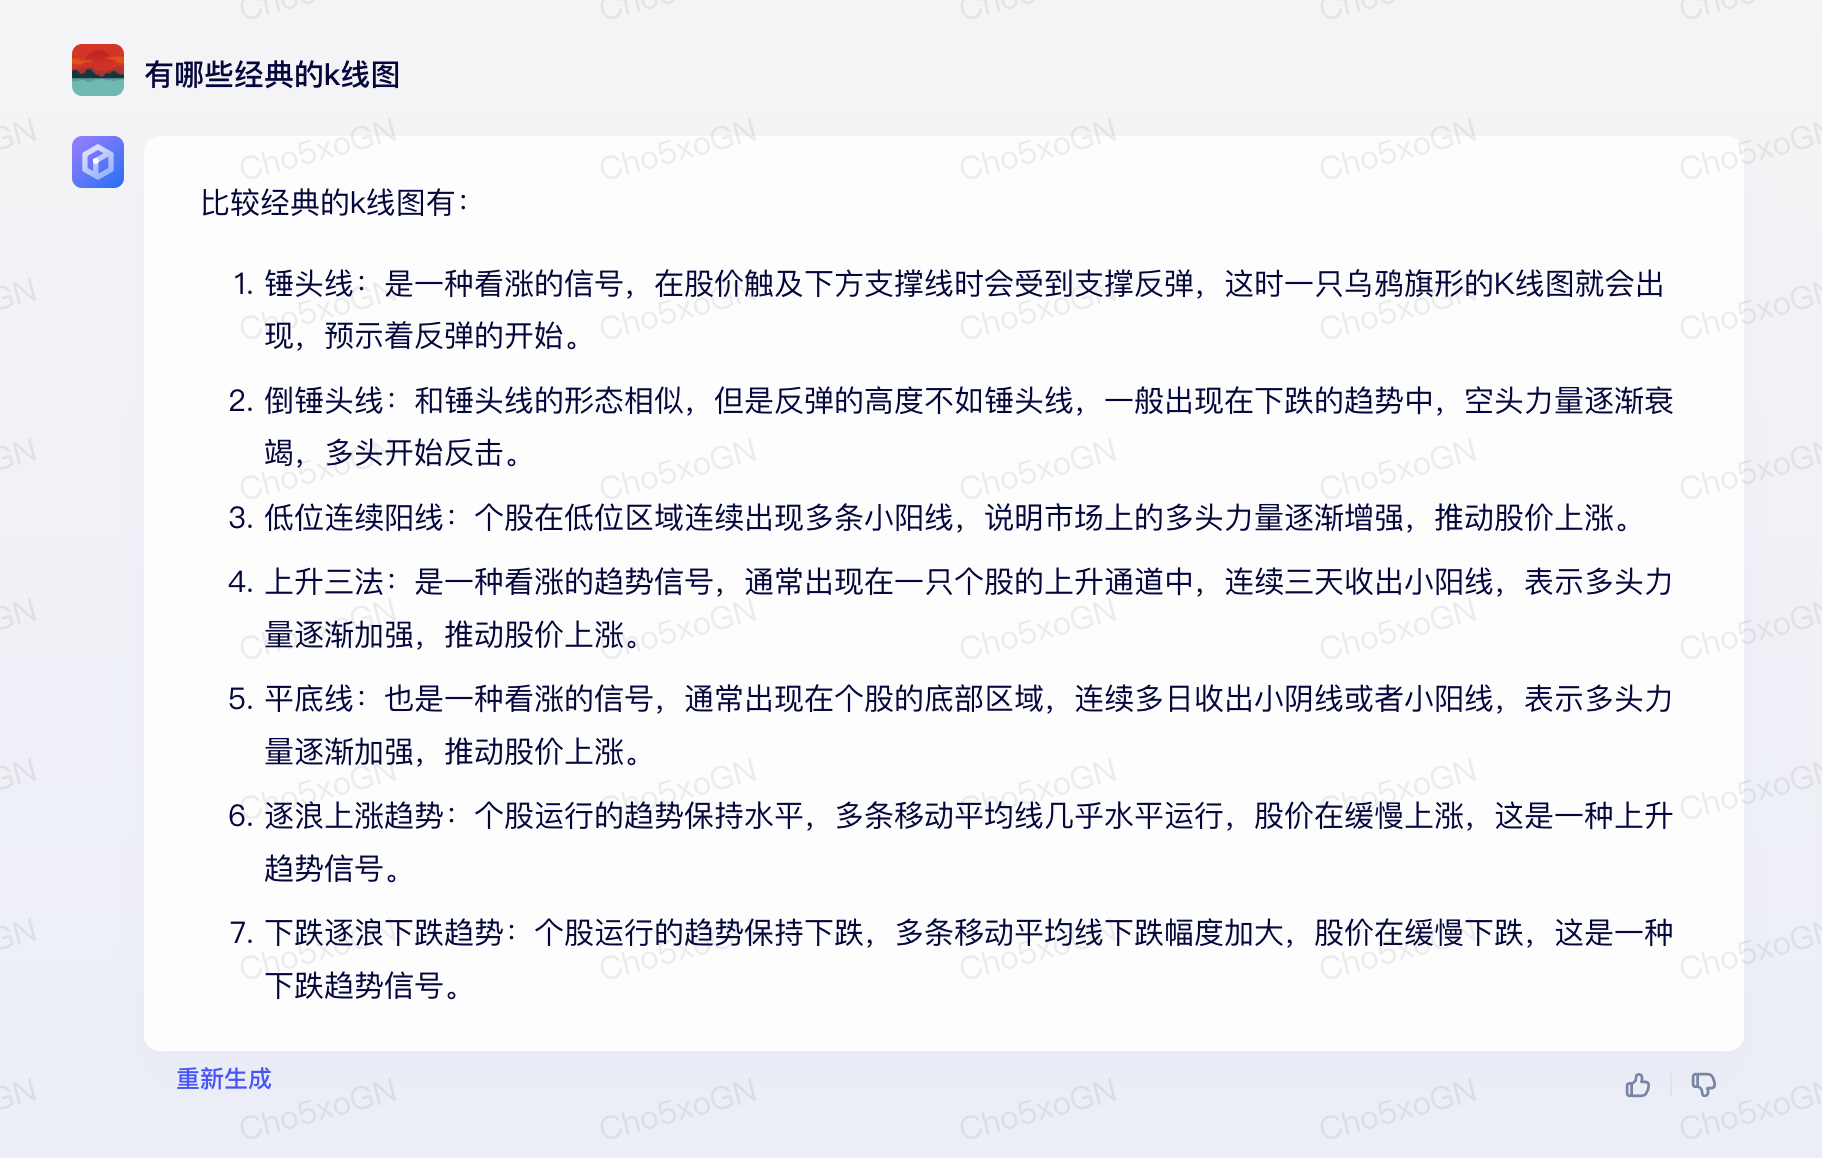 有哪些经典的k线图
比较经典的k线图有：
1. 锤头线：是一种看涨的信号，在股价触及下方支撑线时会受到支撑反弹，这时一只乌鸦旗形的K线图就会出
现，预示着反弹的开始。
2. 倒锤头线：和锤头线的形态相似，但是反弹的高度不如锤头线，一般出现在下跌的趋势中，空头力量逐渐衰
竭，多头开始反击。
3. 低位连续阳线：个股在低位区域连续出现多条小阳线，说明市场上的多头力量逐渐增强，推动股价上涨。
4. 上升三法：是一种看涨的趋势信号，通常出现在一只个股的上升通道中，连续三天收出小阳线，表示多头力
量逐渐加强，推动股价上涨。
5. 平底线：也是一种看涨的信号，通常出现在个股的底部区域，连续多日收出小阴线或者小阳线，表示多头力
量逐渐加强，推动股价上涨。
6. 逐浪上涨趋势：个股运行的趋势保持水平，多条移动平均线几乎水平运行，股价在缓慢上涨，这是一种上升
趋势信号。
7. 下跌逐浪下跌趋势：个股运行的趋势保持下跌，多条移动平均线下跌幅度加大，股价在缓慢下跌，这是一种
下跌趋势信号。
重新生成
Cho5xoGN